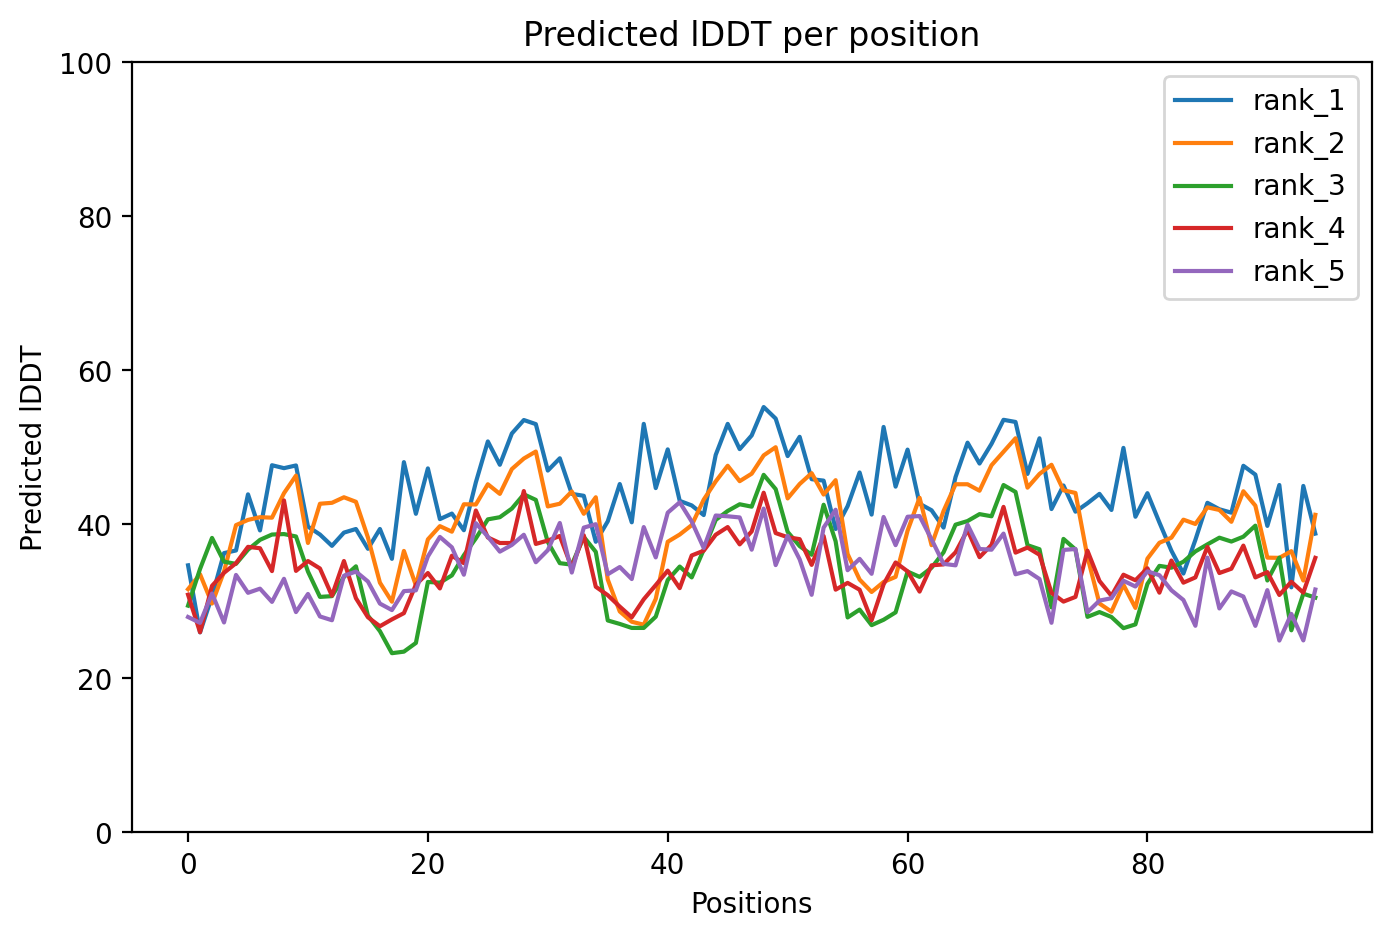 Predicted lDDT per position
100
80
60
40
20
0
Predicted lDDT
0 20 40 60 80
Positions
rank_1
rank_2
rank_3
rank_4
rank_5